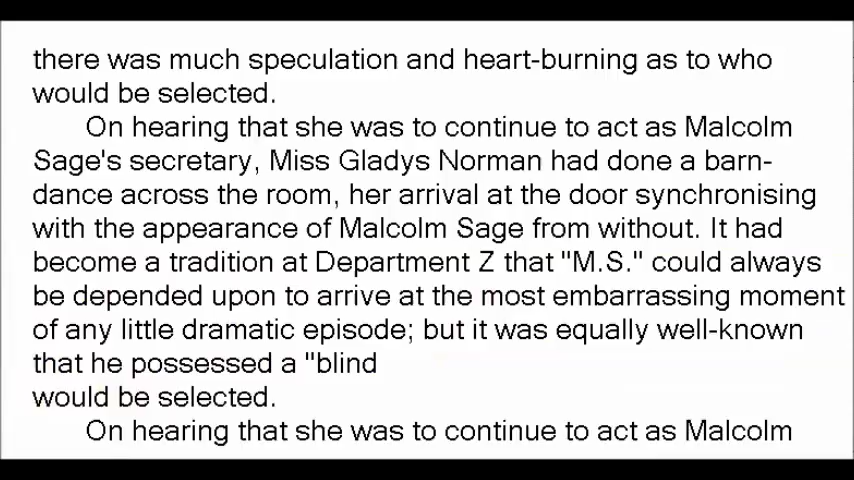 there was much speculation and heart-burning as to who
would be selected.
On hearing that she was to continue to act as Malcolm
Sage's secretary, Miss Gladys Norman had done a barn-
dance across the room, her arrival at the door synchronising
with the appearance of Malcolm Sage from without. It had
become a tradition at Department Z that "M.S." could always
be depended upon to arrive at the most embarrassing moment
of any little dramatic episode; but it was equally well-known
that he possessed a "blind
would be selected.
On hearing that she was to continue to act as Malcolm